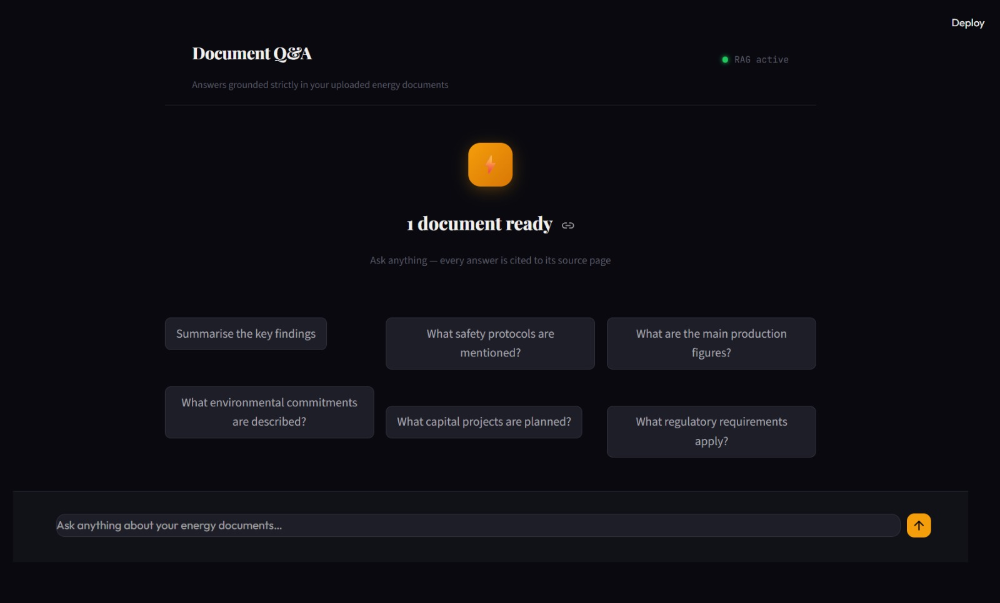 Deploy
Document Q&A
RAG active
Answers grounded strictly in your uploaded energy documents
1 document ready
Ask anything — every answer is cited to its source page
Summarise the key findings
What safety protocols are
mentioned?
What are the main production
figures?
What environmental commitments
are described?
What capital projects are planned?
What regulatory requirements
apply?
Ask anything about your energy documents...